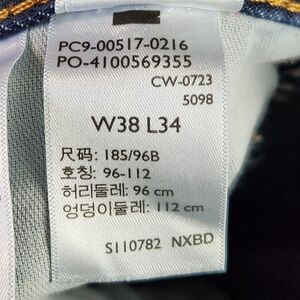 PC9-00517-0216
PO-4100569355
CW-0723
5098
W38 L34
尺码: 185/96B
호칭: 96-112
허리둘레: 96 cm
엉덩이둘레: 112 cm
S110782 NXBD